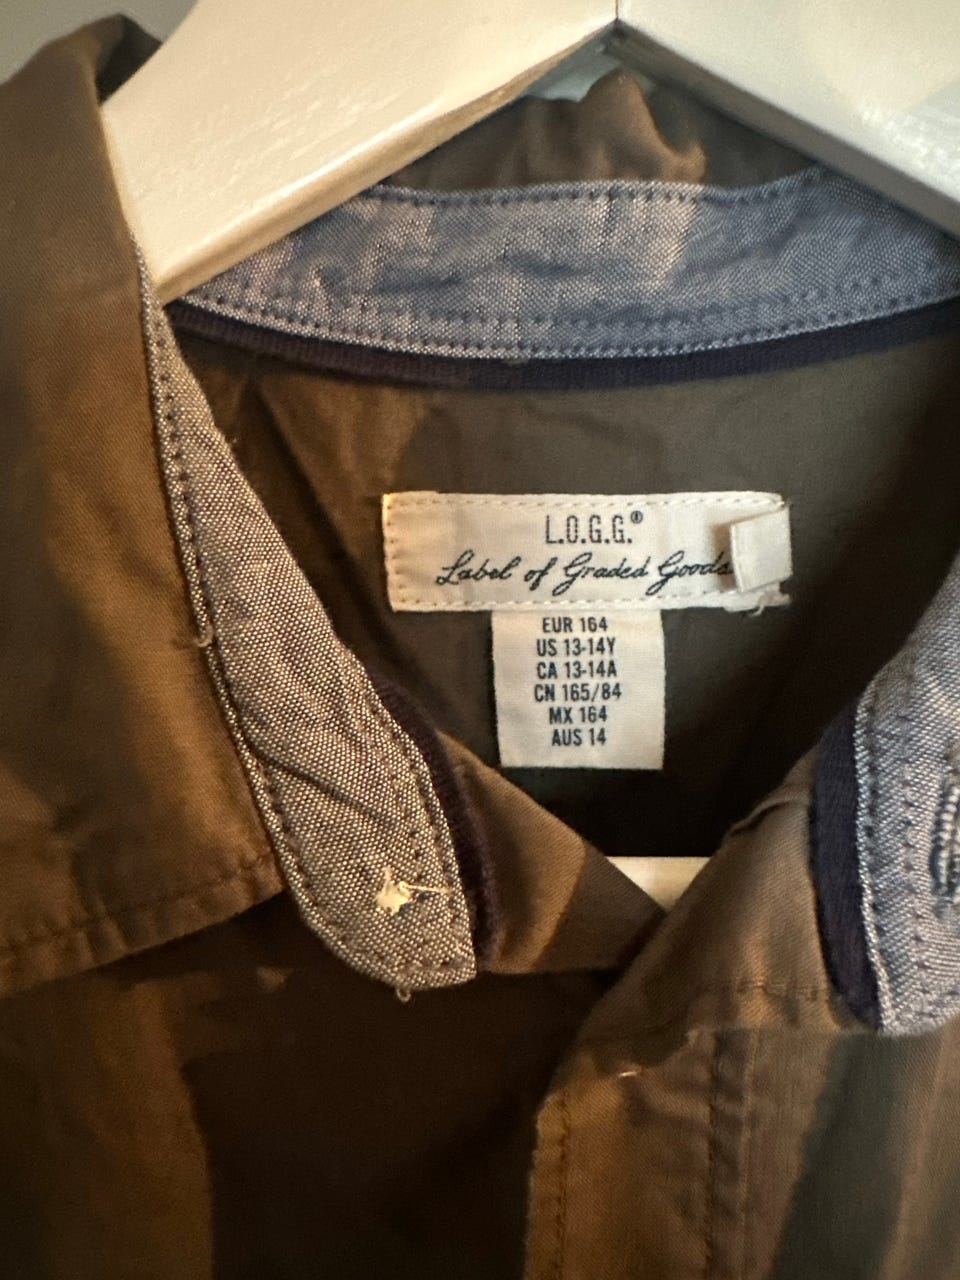 L.O.G.G.®
Label of Graded Goods
EUR 164
US 13-14Y
CA 13-14A
CN 165/84
MX 164
AUS 14